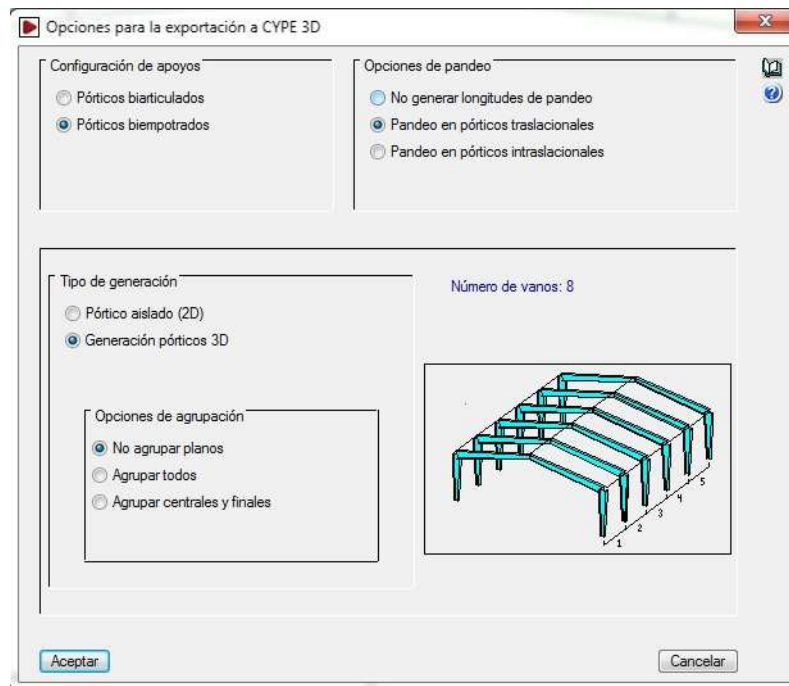 Opciones para la exportación a CYPE 3D
Configuración de apoyos
Pórticos biarticulados
Pórticos biempotrados
Opciones de pandeo
No generar longitudes de pandeo
Pandeo en pórticos traslacionales
Pandeo en pórticos intraslacionales
Tipo de generación
Pórtico aislado (2D)
Generación pórticos 3D
Opciones de agrupación
No agrupar planos
Agrupar todos
Agrupar centrales y finales
Número de vanos: 8
1
2
3
4
5
Aceptar
Cancelar